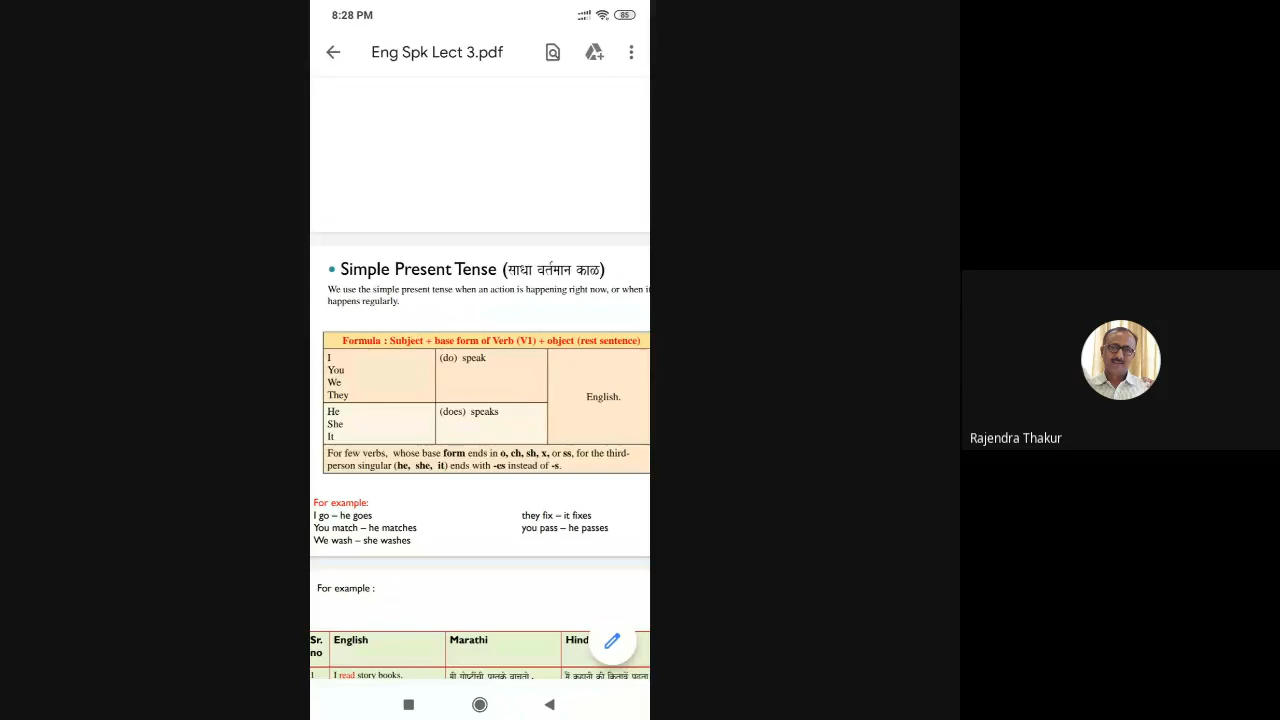 8:28 PM
85
Eng Spk Lect 3.pdf
• Simple Present Tense (साधा वर्तमान काळ)
We use the simple present tense when an action is happening right now, or when it
happens regularly.
Formula : Subject + base form of Verb (V1) + object (rest sentence)
I
You
We
They
(do) speak
English.
He
She
It
(does) speaks
For few verbs, whose base form ends in o, ch, sh, x, or ss, for the third-
person singular (he, she, it) ends with -es instead of -s.
For example:
I go – he goes
they fix – it fixes
You match – he matches
you pass – he passes
We wash – she washes
For example :
Sr.
no
English
Marathi
Hind
1
I read story books.
मी गोष्टींची पुस्तके वाचतो .
मैं कहानी की किताबें पढता
Rajendra Thakur